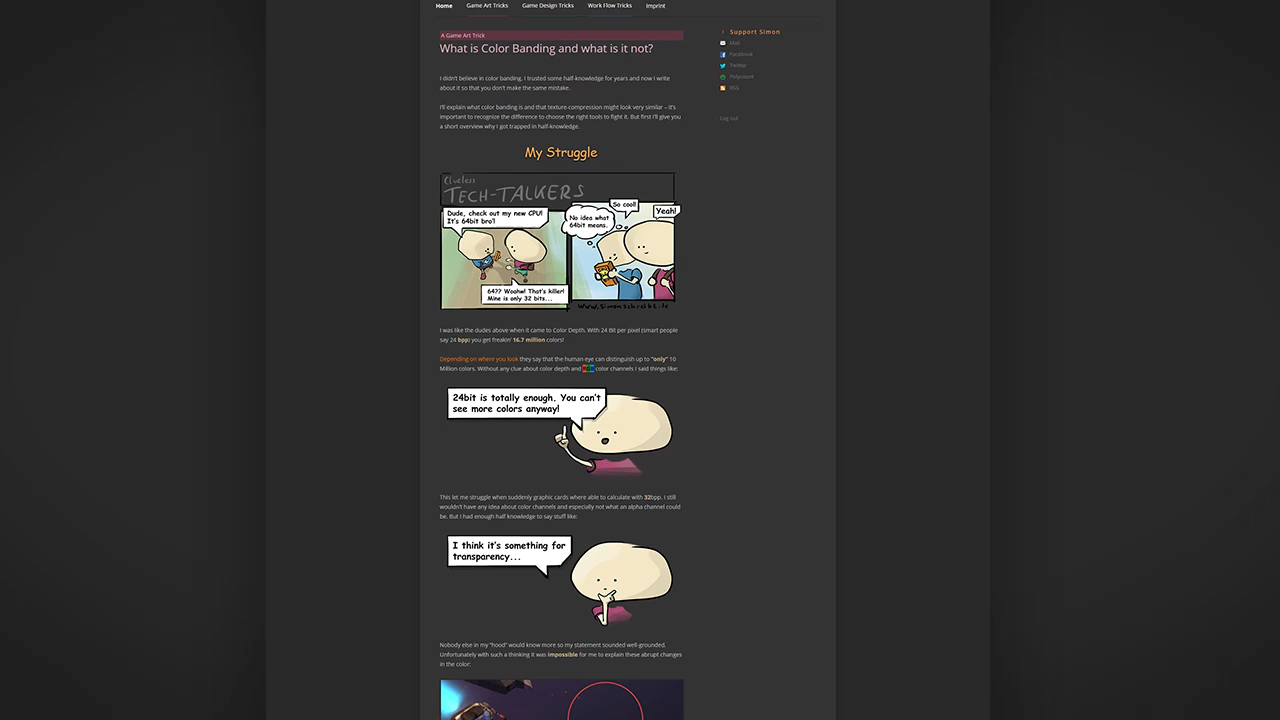 Home Game Art Tricks Game Design Tricks Work Flow Tricks Imprint
A Game Art Trick
What is Color Banding and what is it not?
I didn't believe in color banding. I trusted some half-knowledge for years and now I write
about it so that you don't make the same mistake.
I'll explain what color banding is and that texture-compression might look very similar – it's
important to recognize the difference to choose the right tools to fight it. But first I'll give you
a short overview why I got trapped in half-knowledge.
My Struggle
Clueless
TECH-TALKERS
Dude, check out my new CPU!
It's 64bit bro'!
64?? Woahw! That's killer!
Mine is only 32 bits...
No idea what
64bit means.
So cool!
Yeah!
www.simonschreibt.de
I was like the dudes above when it came to Color Depth. With 24 Bit per pixel (smart people
say 24 bpp) you get freakin' 16.7 million colors!
Depending on where you look they say that the human eye can distinguish up to "only" 10
Million colors. Without any clue about color depth and RGB color channels I said things like:
24bit is totally enough. You can't
see more colors anyway!
This let me struggle when suddenly graphic cards where able to calculate with 32bpp. I still
wouldn't have any idea about color channels and especially not what an alpha channel could
be. But I had enough half knowledge to say stuff like:
I think it's something for
transparency...
Nobody else in my "hood" would know more so my statement sounded well-grounded.
Unfortunately with such a thinking it was impossible for me to explain these abrupt changes
in the color:
Support Simon
Mail
Facebook
Twitter
Polycount
RSS
Log out